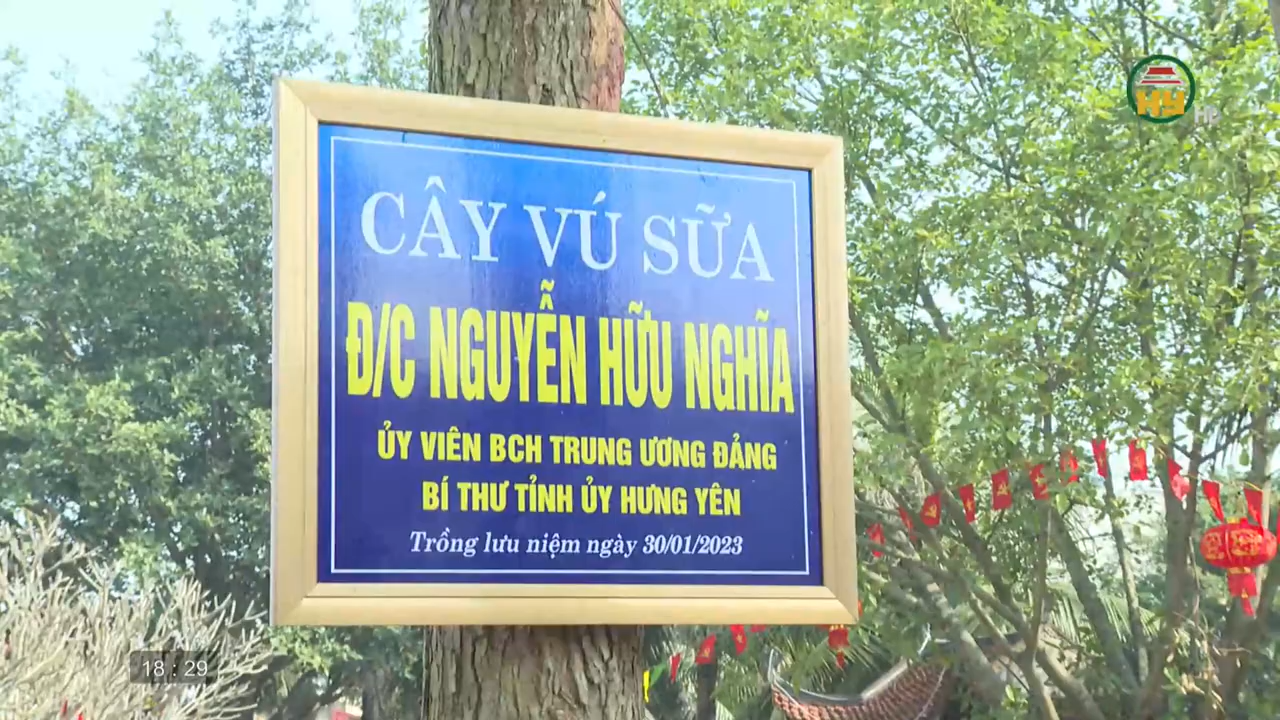 CÂY VÚ SỮA
Đ/C NGUYỄN HỮU NGHĨA
ỦY VIÊN BCH TRUNG ƯƠNG ĐẢNG
BÍ THƯ TỈNH ỦY HƯNG YÊN
Trồng lưu niệm ngày 30/01/2023
HY
18 : 29